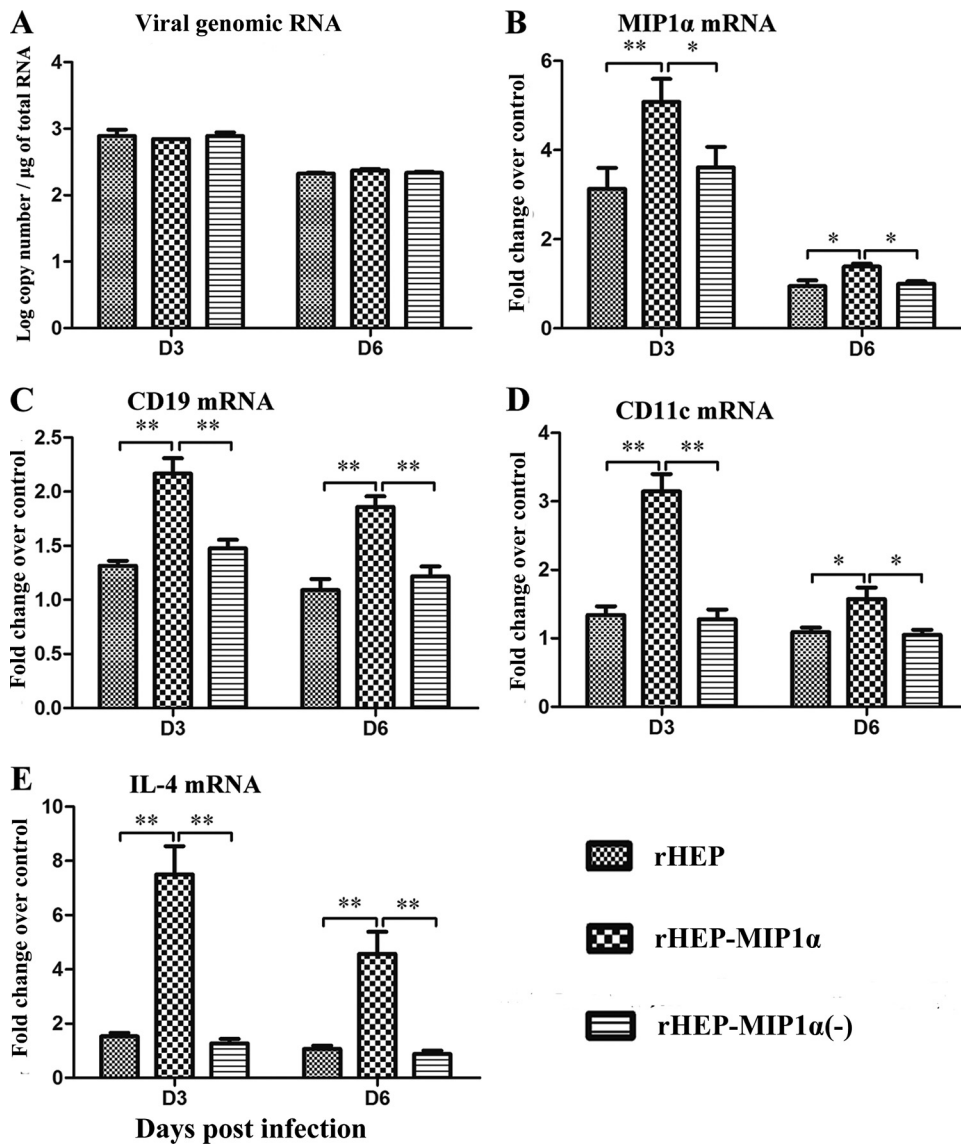 A
Viral genomic RNA
Log copy number / μg of total RNA
4
3
2
1
0
D3
D6
B
MIP1α mRNA
Fold change over control
6
4
2
0
**
*
*
*
D3
D6
C
CD19 mRNA
Fold change over control
2.5
2.0
1.5
1.0
0.5
0.0
**
**
**
**
D3
D6
D
CD11c mRNA
Fold change over control
4
3
2
1
0
**
**
*
*
D3
D6
E
IL-4 mRNA
Fold change over control
10
8
6
4
2
0
**
**
**
**
D3
D6
Days post infection
rHEP
rHEP-MIP1α
rHEP-MIP1α(-)